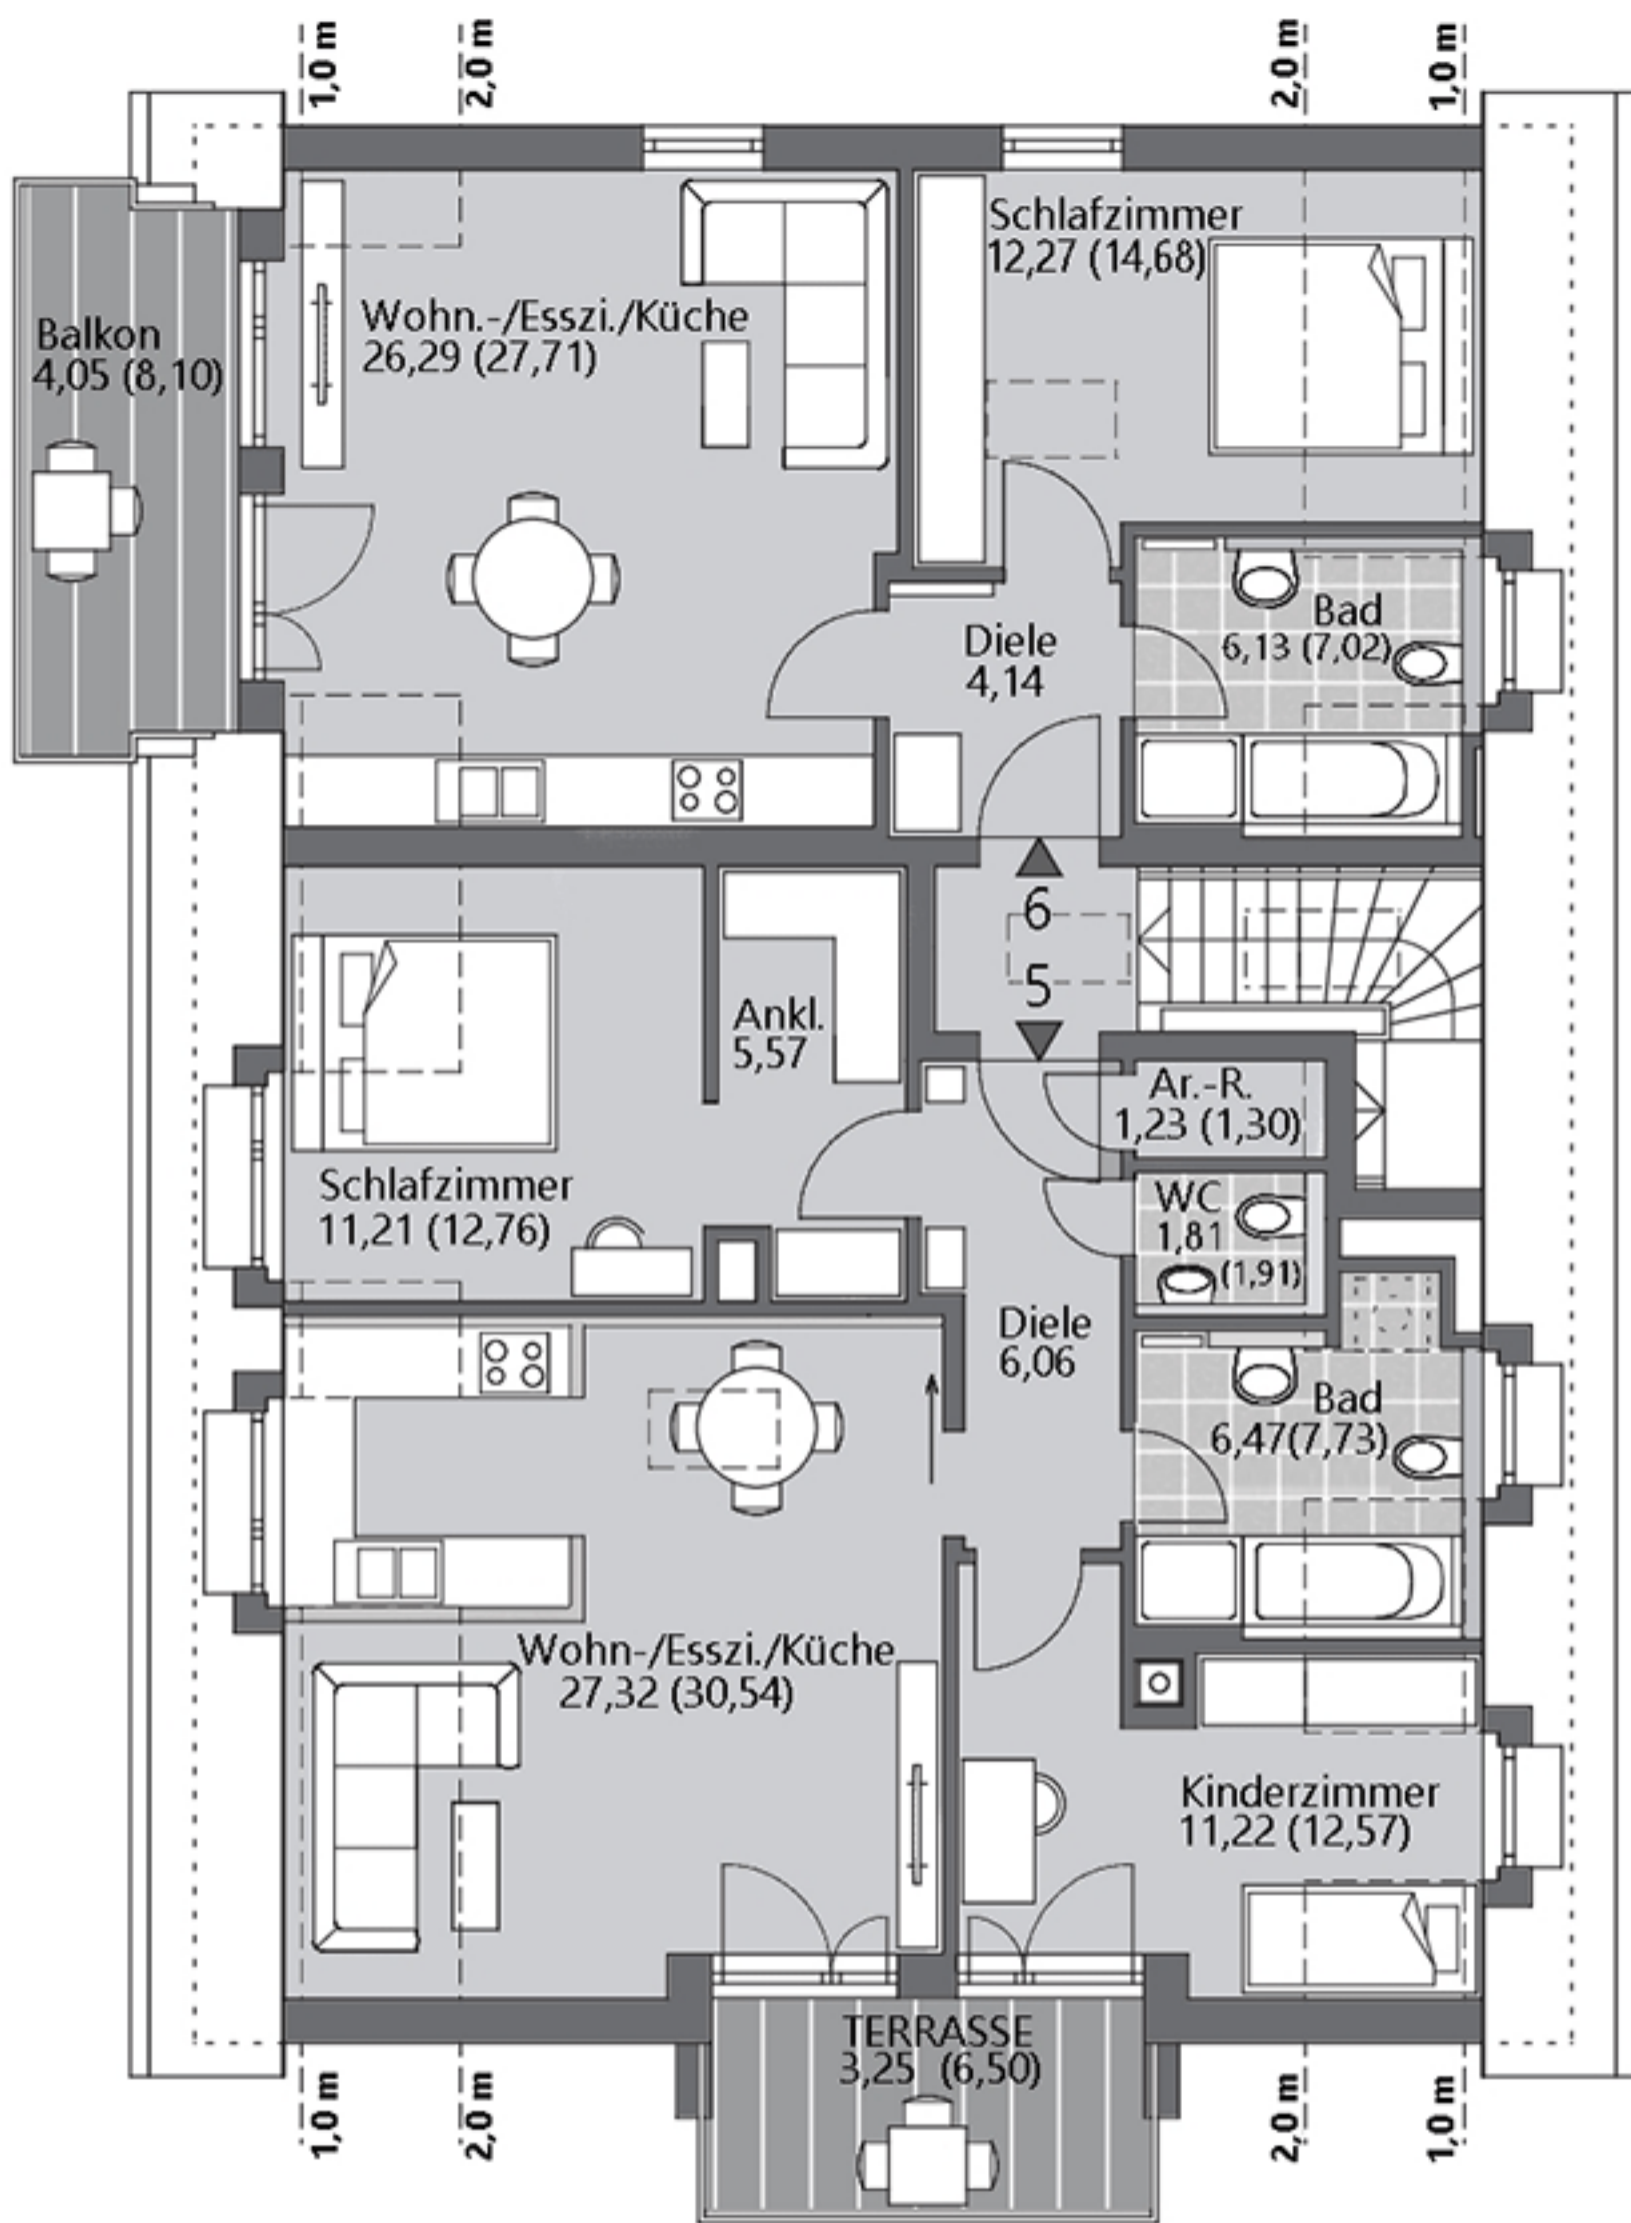 1,0 m
2,0 m
2,0 m
1,0 m
Schlafzimmer
12,27 (14,68)
Wohn.-/Esszi./Küche
26,29 (27,71)
Balkon
4,05 (8,10)
Bad
6,13 (7,02)
Diele
4,14
6
5
Ankl.
5,57
Ar.-R.
1,23 (1,30)
Schlafzimmer
11,21 (12,76)
WC
1,81
(1,91)
Diele
6,06
Bad
6,47(7,73)
Wohn-/Esszi./Küche
27,32 (30,54)
Kinderzimmer
11,22 (12,57)
TERRASSE
3,25 (6,50)
1,0 m
2,0 m
2,0 m
1,0 m